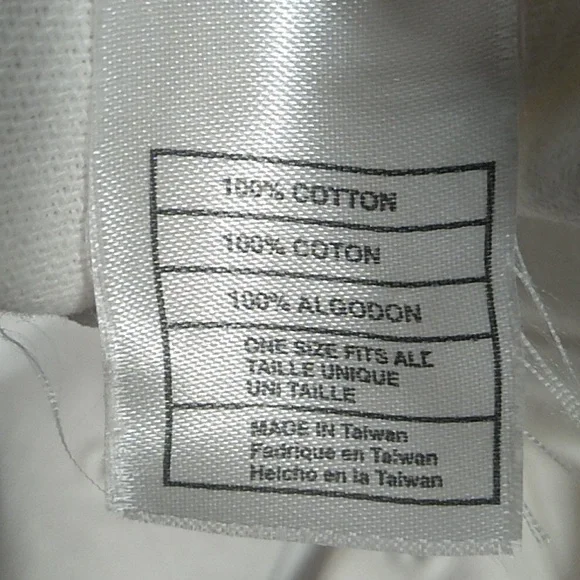 100% COTTON
100% COTON
100% ALGODON
ONE SIZE FITS ALL
TAILLE UNIQUE
UNI TAILLE
MADE IN Taiwan
Fadrique en Taiwan
Helcho en la Taiwan